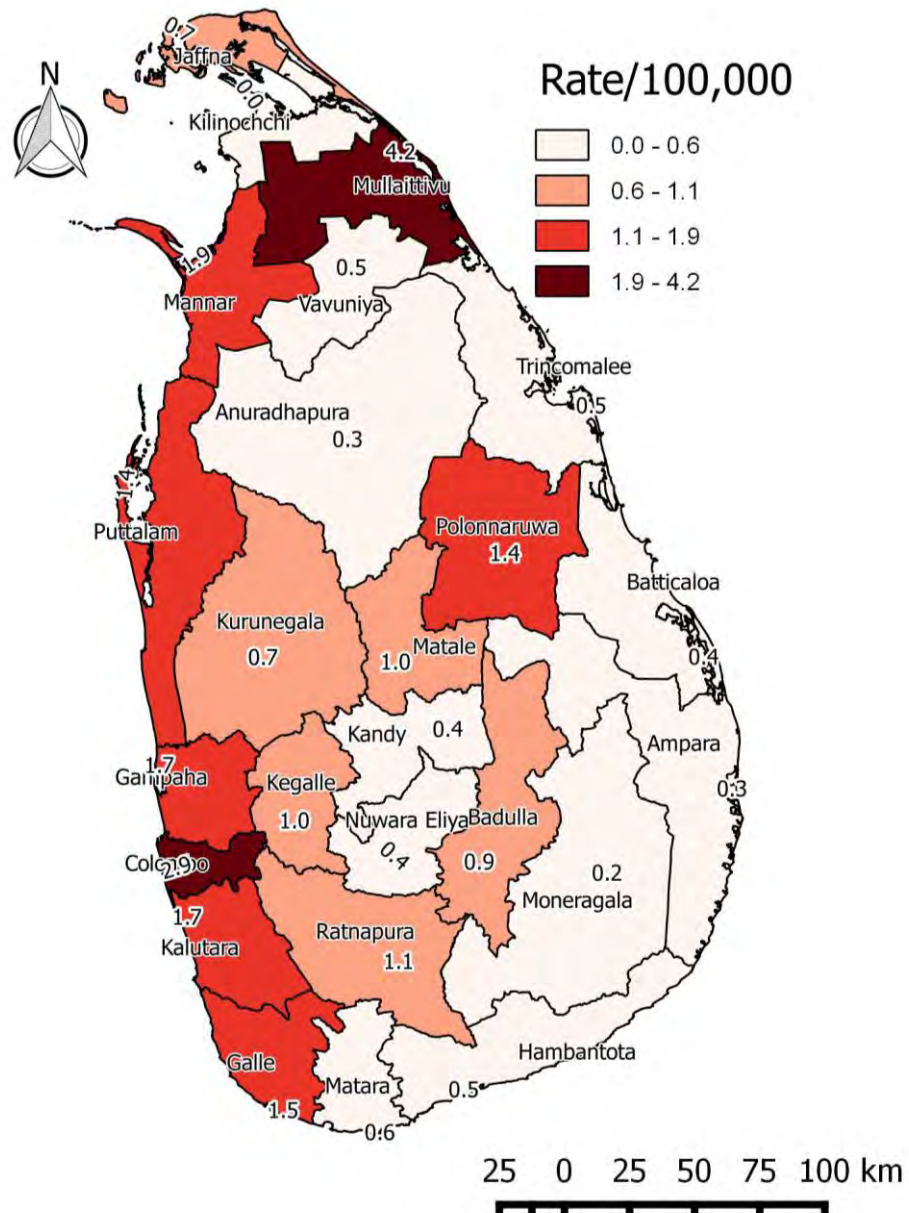 0.7
Jaffna
N
0.0
Kilinochchi
Rate/100,000
0.0 - 0.6
0.6 - 1.1
1.1 - 1.9
1.9 - 4.2
4.2
Mullaittivu
1.9
0.5
Mannar
Vavuniya
Trincomalee
0.5
Anuradhapura
0.3
1.4
Puttalam
Polonnaruwa
1.4
Batticaloa
Kurunegala
0.7
Matale
1.0
0.4
Kandy
0.4
Ampara
0.3
1.7
Gampaha
Kegalle
1.0
Nuwara Eliya
0.4
Badulla
0.9
0.2
Moneragala
Colombo
2.9
1.7
Kalutara
Ratnapura
1.1
Hambantota
0.5
Galle
1.5
Matara
0.6
25 0 25 50 75 100 km